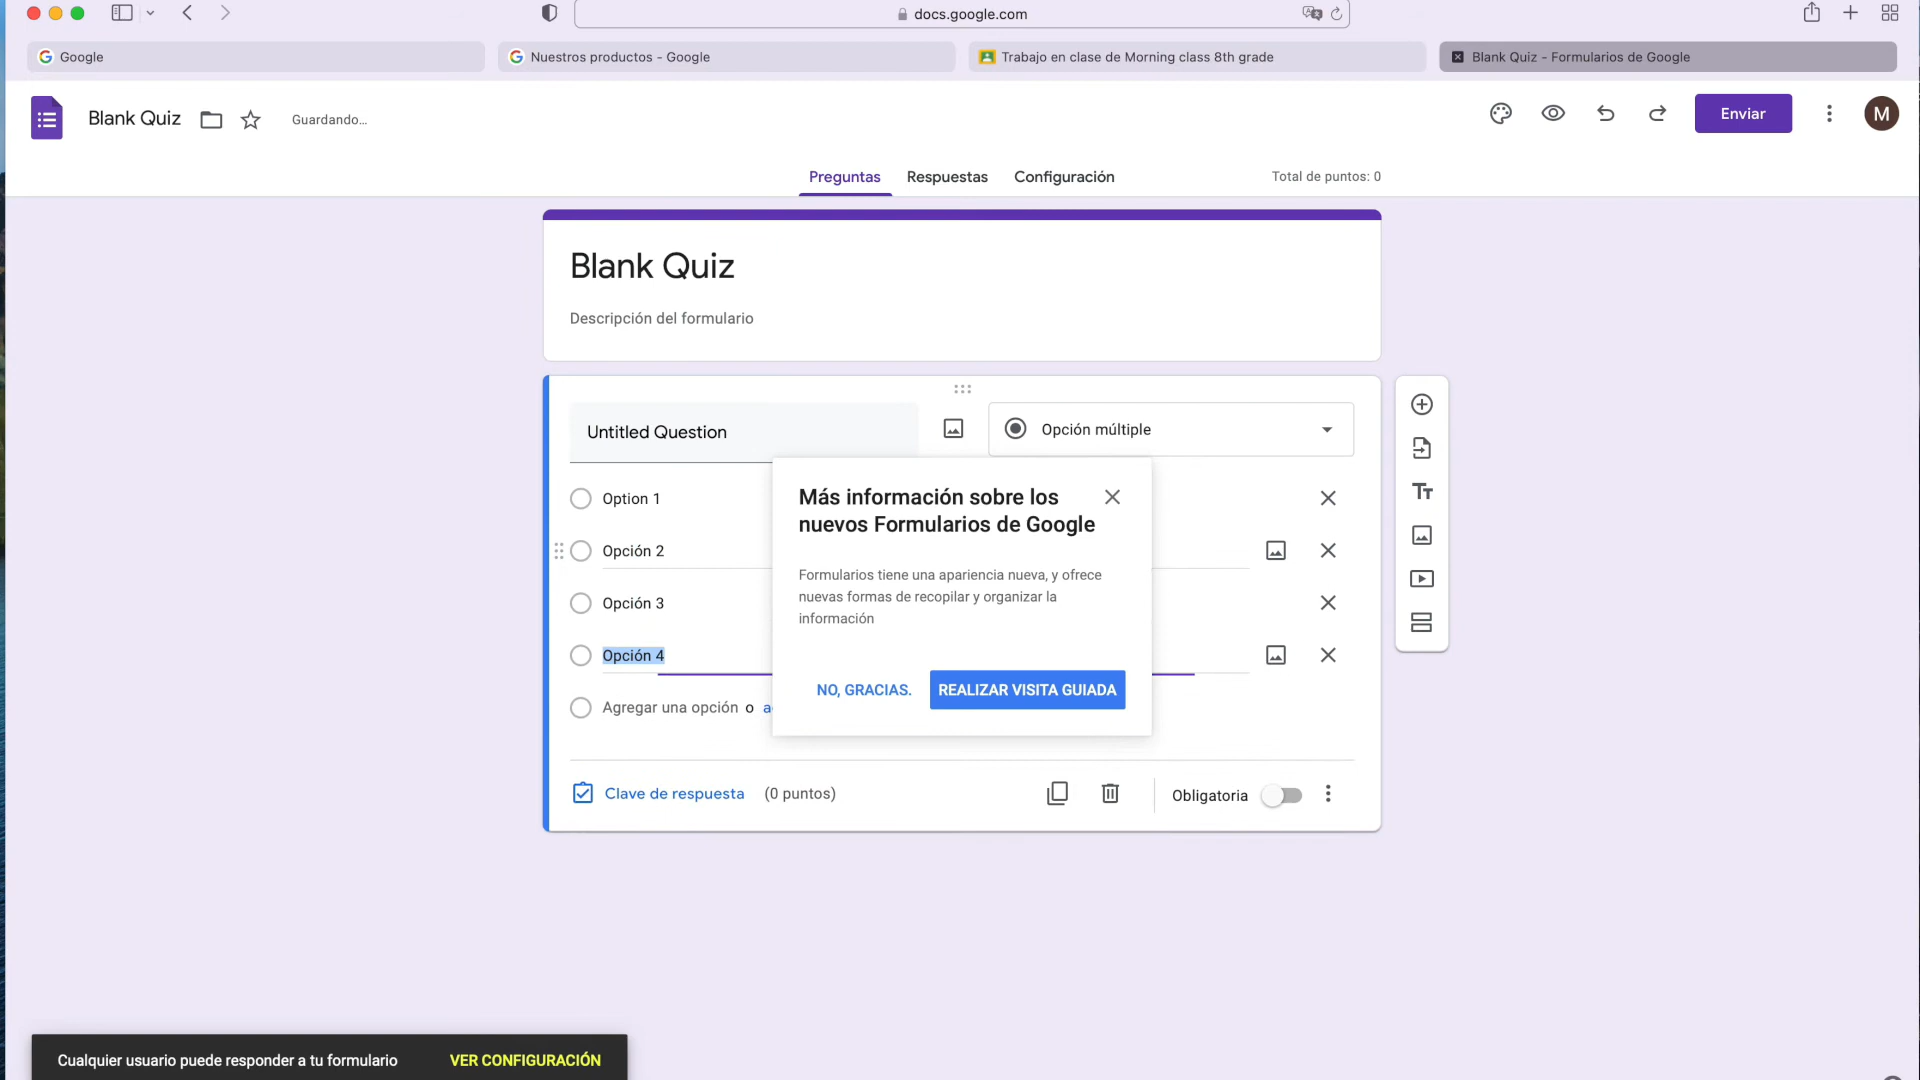 docs.google.com
Google
Nuestros productos - Google
Trabajo en clase de Morning class 8th grade
Blank Quiz - Formularios de Google
Blank Quiz
Guardando...
Enviar
M
Preguntas
Respuestas
Configuración
Total de puntos: 0
Blank Quiz
Descripción del formulario
Untitled Question
Opción múltiple
Option 1
Opción 2
Opción 3
Opción 4
Agregar una opción o
Más información sobre los
nuevos Formularios de Google
Formularios tiene una apariencia nueva, y ofrece
nuevas formas de recopilar y organizar la
información
NO, GRACIAS.
REALIZAR VISITA GUIADA
Clave de respuesta
(0 puntos)
Obligatoria
Cualquier usuario puede responder a tu formulario
VER CONFIGURACIÓN